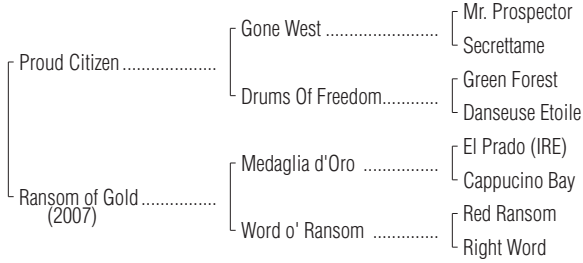 Mr. Prospector
Gone West ........................
Secrettame
Proud Citizen ....................
Green Forest
Drums Of Freedom............
Danseuse Etoile
El Prado (IRE)
Medaglia d'Oro ................
Cappucino Bay
Ransom of Gold ................
(2007)
Red Ransom
Word o' Ransom ..............
Right Word